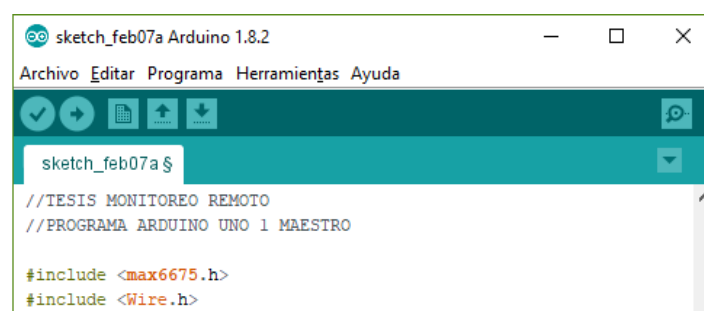 sketch_feb07a Arduino 1.8.2
Archivo Editar Programa Herramientas Ayuda
sketch_feb07a §
//TESIS MONITOREO REMOTO
//PROGRAMA ARDUINO UNO 1 MAESTRO
#include <max6675.h>
#include <Wire.h>